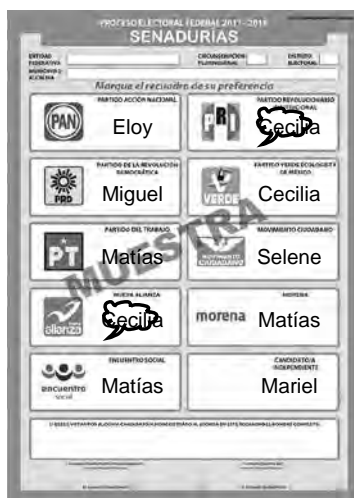 PROCESO ELECTORAL FEDERAL 2017 - 2018
SENADURÍAS
ENTIDAD FEDERATIVA
CIRCUNSCRIPCIÓN PLURINOMINAL
DISTRITO ELECTORAL
Marque el recuadro de su preferencia
PARTIDO ACCIÓN NACIONAL
PAN
Eloy
PARTIDO REVOLUCIONARIO INSTITUCIONAL
PRI
Cecilia
PARTIDO DE LA REVOLUCIÓN DEMOCRÁTICA
PRD
Miguel
PARTIDO VERDE ECOLOGISTA DE MÉXICO
VERDE
Cecilia
PARTIDO DEL TRABAJO
PT
Matías
MOVIMIENTO CIUDADANO
MOVIMIENTO CIUDADANO
Selene
MUESTRA
NUEVA ALIANZA
alianza
Cecilia
MORENA
morena
Matías
ENCUENTRO SOCIAL
encuentro social
Matías
CANDIDATO/A INDEPENDIENTE
Mariel